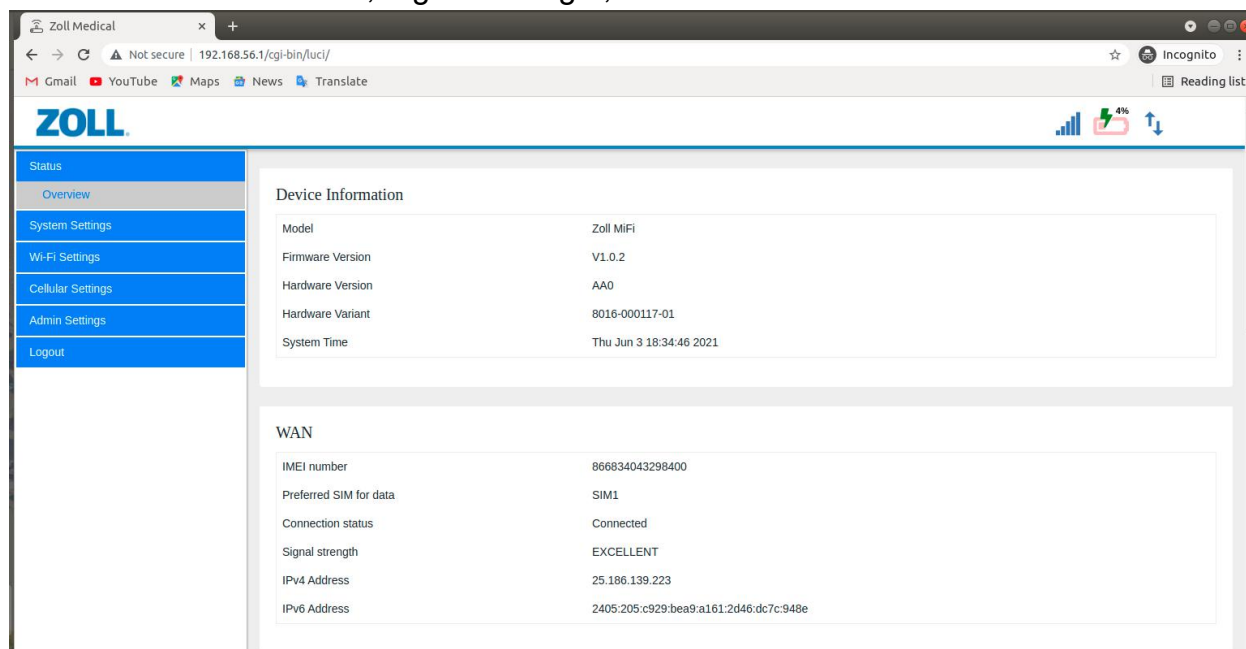 Zoll Medical
Not secure | 192.168.56.1/cgi-bin/luci/
Incognito
Gmail YouTube Maps News Translate
Reading list
ZOLL.
4%
Status
Overview
System Settings
Wi-Fi Settings
Cellular Settings
Admin Settings
Logout
Device Information
Model Zoll MiFi
Firmware Version V1.0.2
Hardware Version AA0
Hardware Variant 8016-000117-01
System Time Thu Jun 3 18:34:46 2021
WAN
IMEI number 866834043298400
Preferred SIM for data SIM1
Connection status Connected
Signal strength EXCELLENT
IPv4 Address 25.186.139.223
IPv6 Address 2405:205:c929:bea9:a161:2d46:dc7c:948e